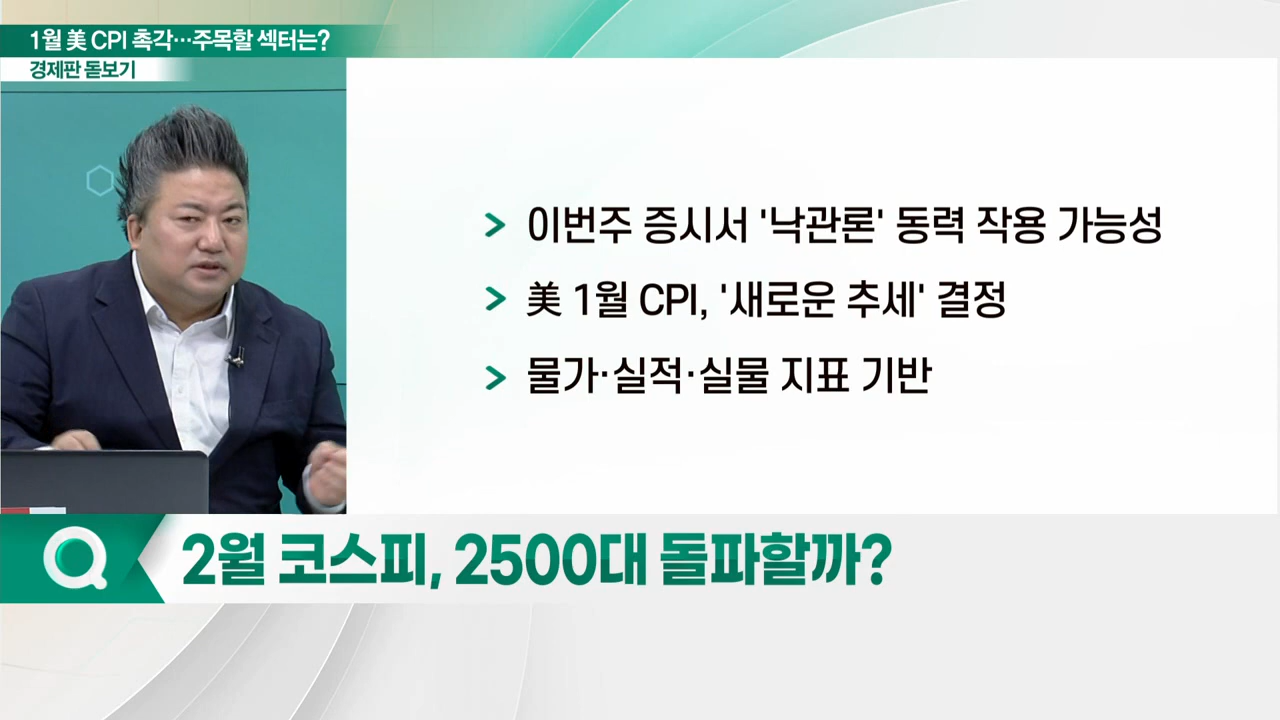 1월 美 CPI 촉각…주목할 섹터는?
경제판 돋보기
> 이번주 증시서 '낙관론' 동력 작용 가능성
> 美 1월 CPI, '새로운 추세' 결정
> 물가·실적·실물 지표 기반
Q 2월 코스피, 2500대 돌파할까?